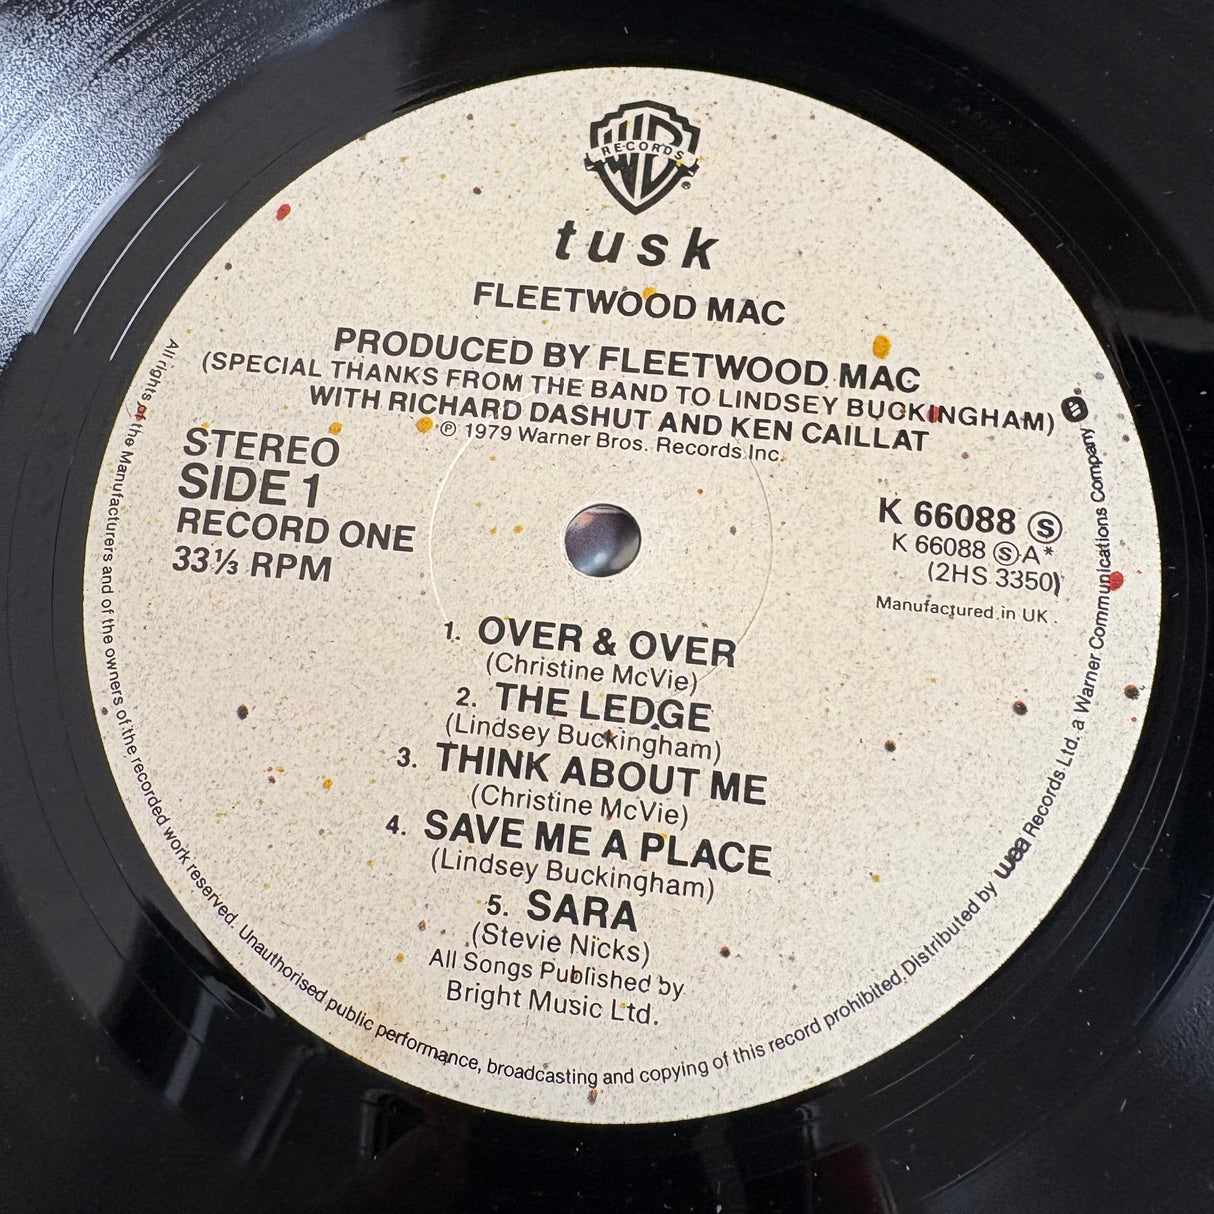 WB
RECORDS
®
tusk
FLEETWOOD MAC
PRODUCED BY FLEETWOOD MAC
(SPECIAL THANKS FROM THE BAND TO LINDSEY BUCKINGHAM)
WITH RICHARD DASHUT AND KEN CAILLAT
℗ 1979 Warner Bros. Records Inc.
STEREO
SIDE 1
RECORD ONE
33⅓ RPM
K 66088 Ⓢ
K 66088 Ⓢ A*
(2HS 3350)
Manufactured in UK.
1. OVER & OVER
(Christine McVie)
2. THE LEDGE
(Lindsey Buckingham)
3. THINK ABOUT ME
(Christine McVie)
4. SAVE ME A PLACE
(Lindsey Buckingham)
5. SARA
(Stevie Nicks)
All Songs Published by
Bright Music Ltd.
All rights of the Manufacturers and of the owners of the recorded work reserved. Unauthorised public performance, broadcasting and copying of this record prohibited. Distributed by wea Records Ltd. a Warner Communications Company